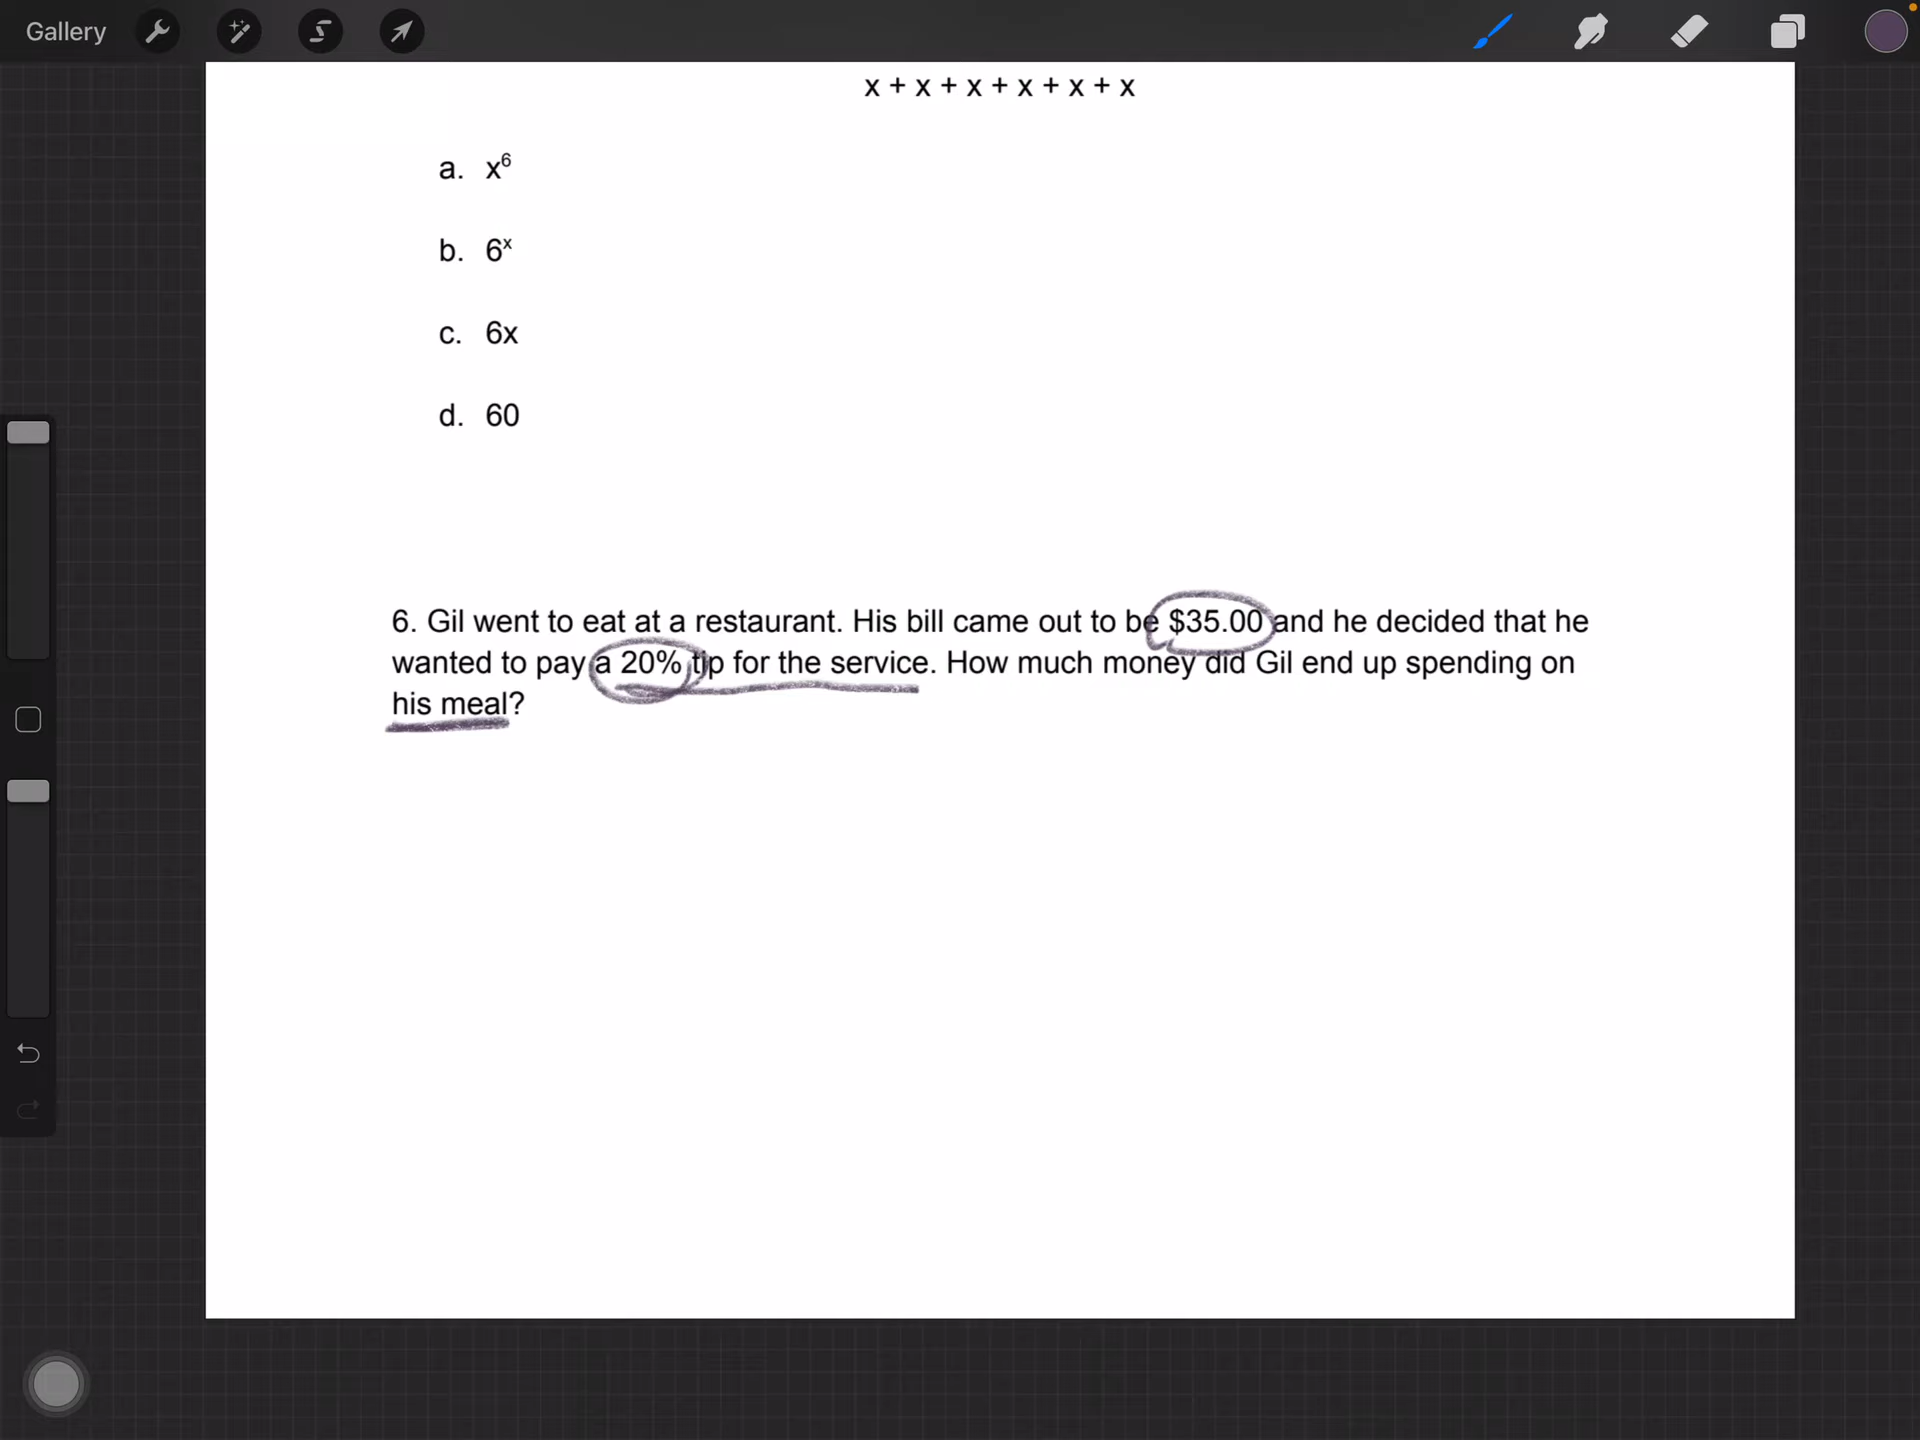 Gallery
x + x + x + x + x + x
a. x⁶
b. 6ˣ
c. 6x
d. 60
6. Gil went to eat at a restaurant. His bill came out to be $35.00 and he decided that he
wanted to pay a 20% tip for the service. How much money did Gil end up spending on
his meal?